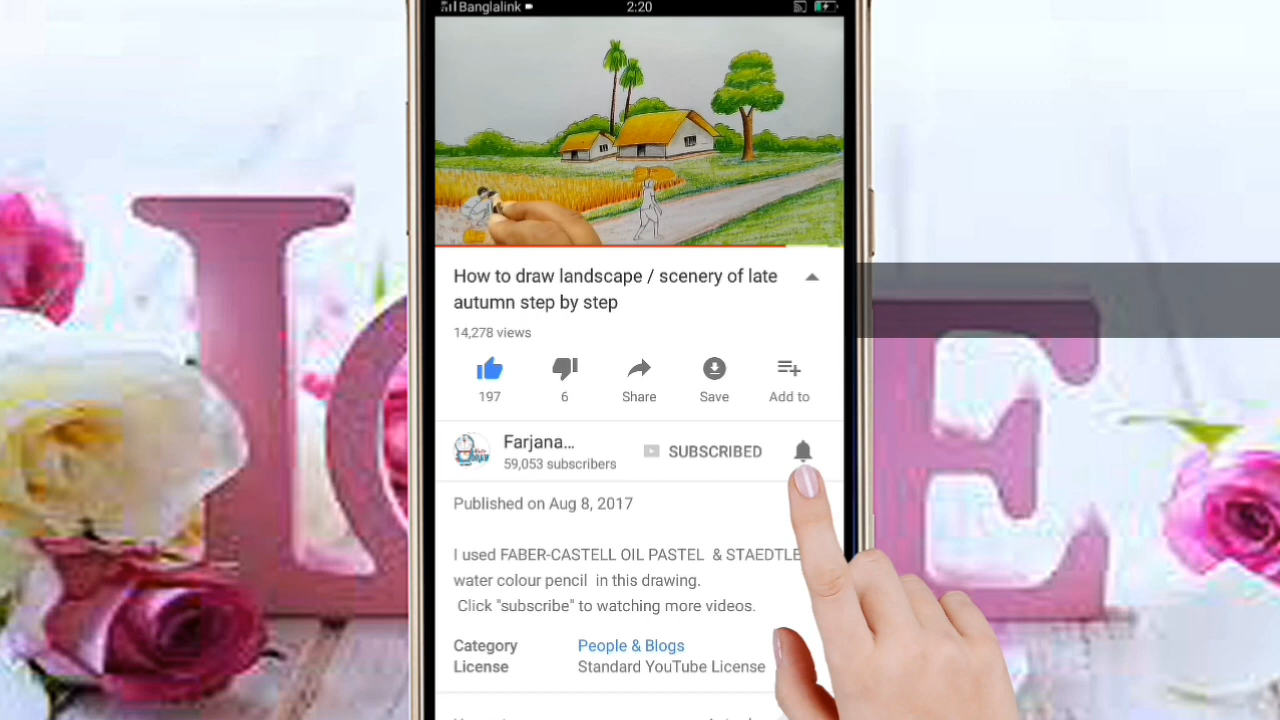 Banglalink
2:20
How to draw landscape / scenery of late
autumn step by step
14,278 views
197
6
Share
Save
Add to
Farjana...
59,053 subscribers
SUBSCRIBED
Published on Aug 8, 2017
I used FABER-CASTELL OIL PASTEL & STAEDTLE
water colour pencil in this drawing.
Click "subscribe" to watching more videos.
Category
People & Blogs
License
Standard YouTube License